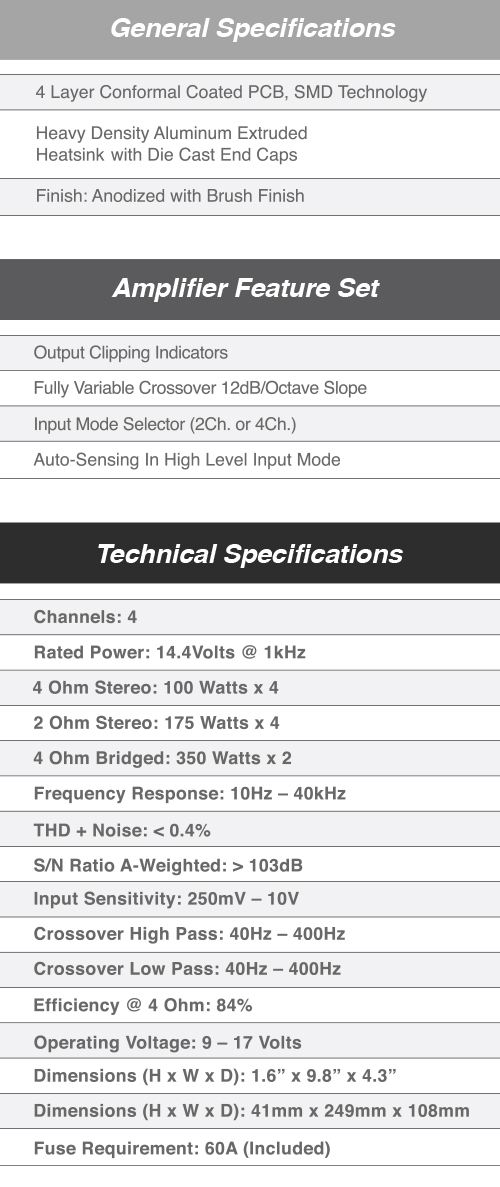 General Specifications
4 Layer Conformal Coated PCB, SMD Technology
Heavy Density Aluminum Extruded
Heatsink with Die Cast End Caps
Finish: Anodized with Brush Finish
Amplifier Feature Set
Output Clipping Indicators
Fully Variable Crossover 12dB/Octave Slope
Input Mode Selector (2Ch. or 4Ch.)
Auto-Sensing In High Level Input Mode
Technical Specifications
Channels: 4
Rated Power: 14.4Volts @ 1kHz
4 Ohm Stereo: 100 Watts x 4
2 Ohm Stereo: 175 Watts x 4
4 Ohm Bridged: 350 Watts x 2
Frequency Response: 10Hz – 40kHz
THD + Noise: < 0.4%
S/N Ratio A-Weighted: > 103dB
Input Sensitivity: 250mV – 10V
Crossover High Pass: 40Hz – 400Hz
Crossover Low Pass: 40Hz – 400Hz
Efficiency @ 4 Ohm: 84%
Operating Voltage: 9 – 17 Volts
Dimensions (H x W x D): 1.6” x 9.8” x 4.3”
Dimensions (H x W x D): 41mm x 249mm x 108mm
Fuse Requirement: 60A (Included)